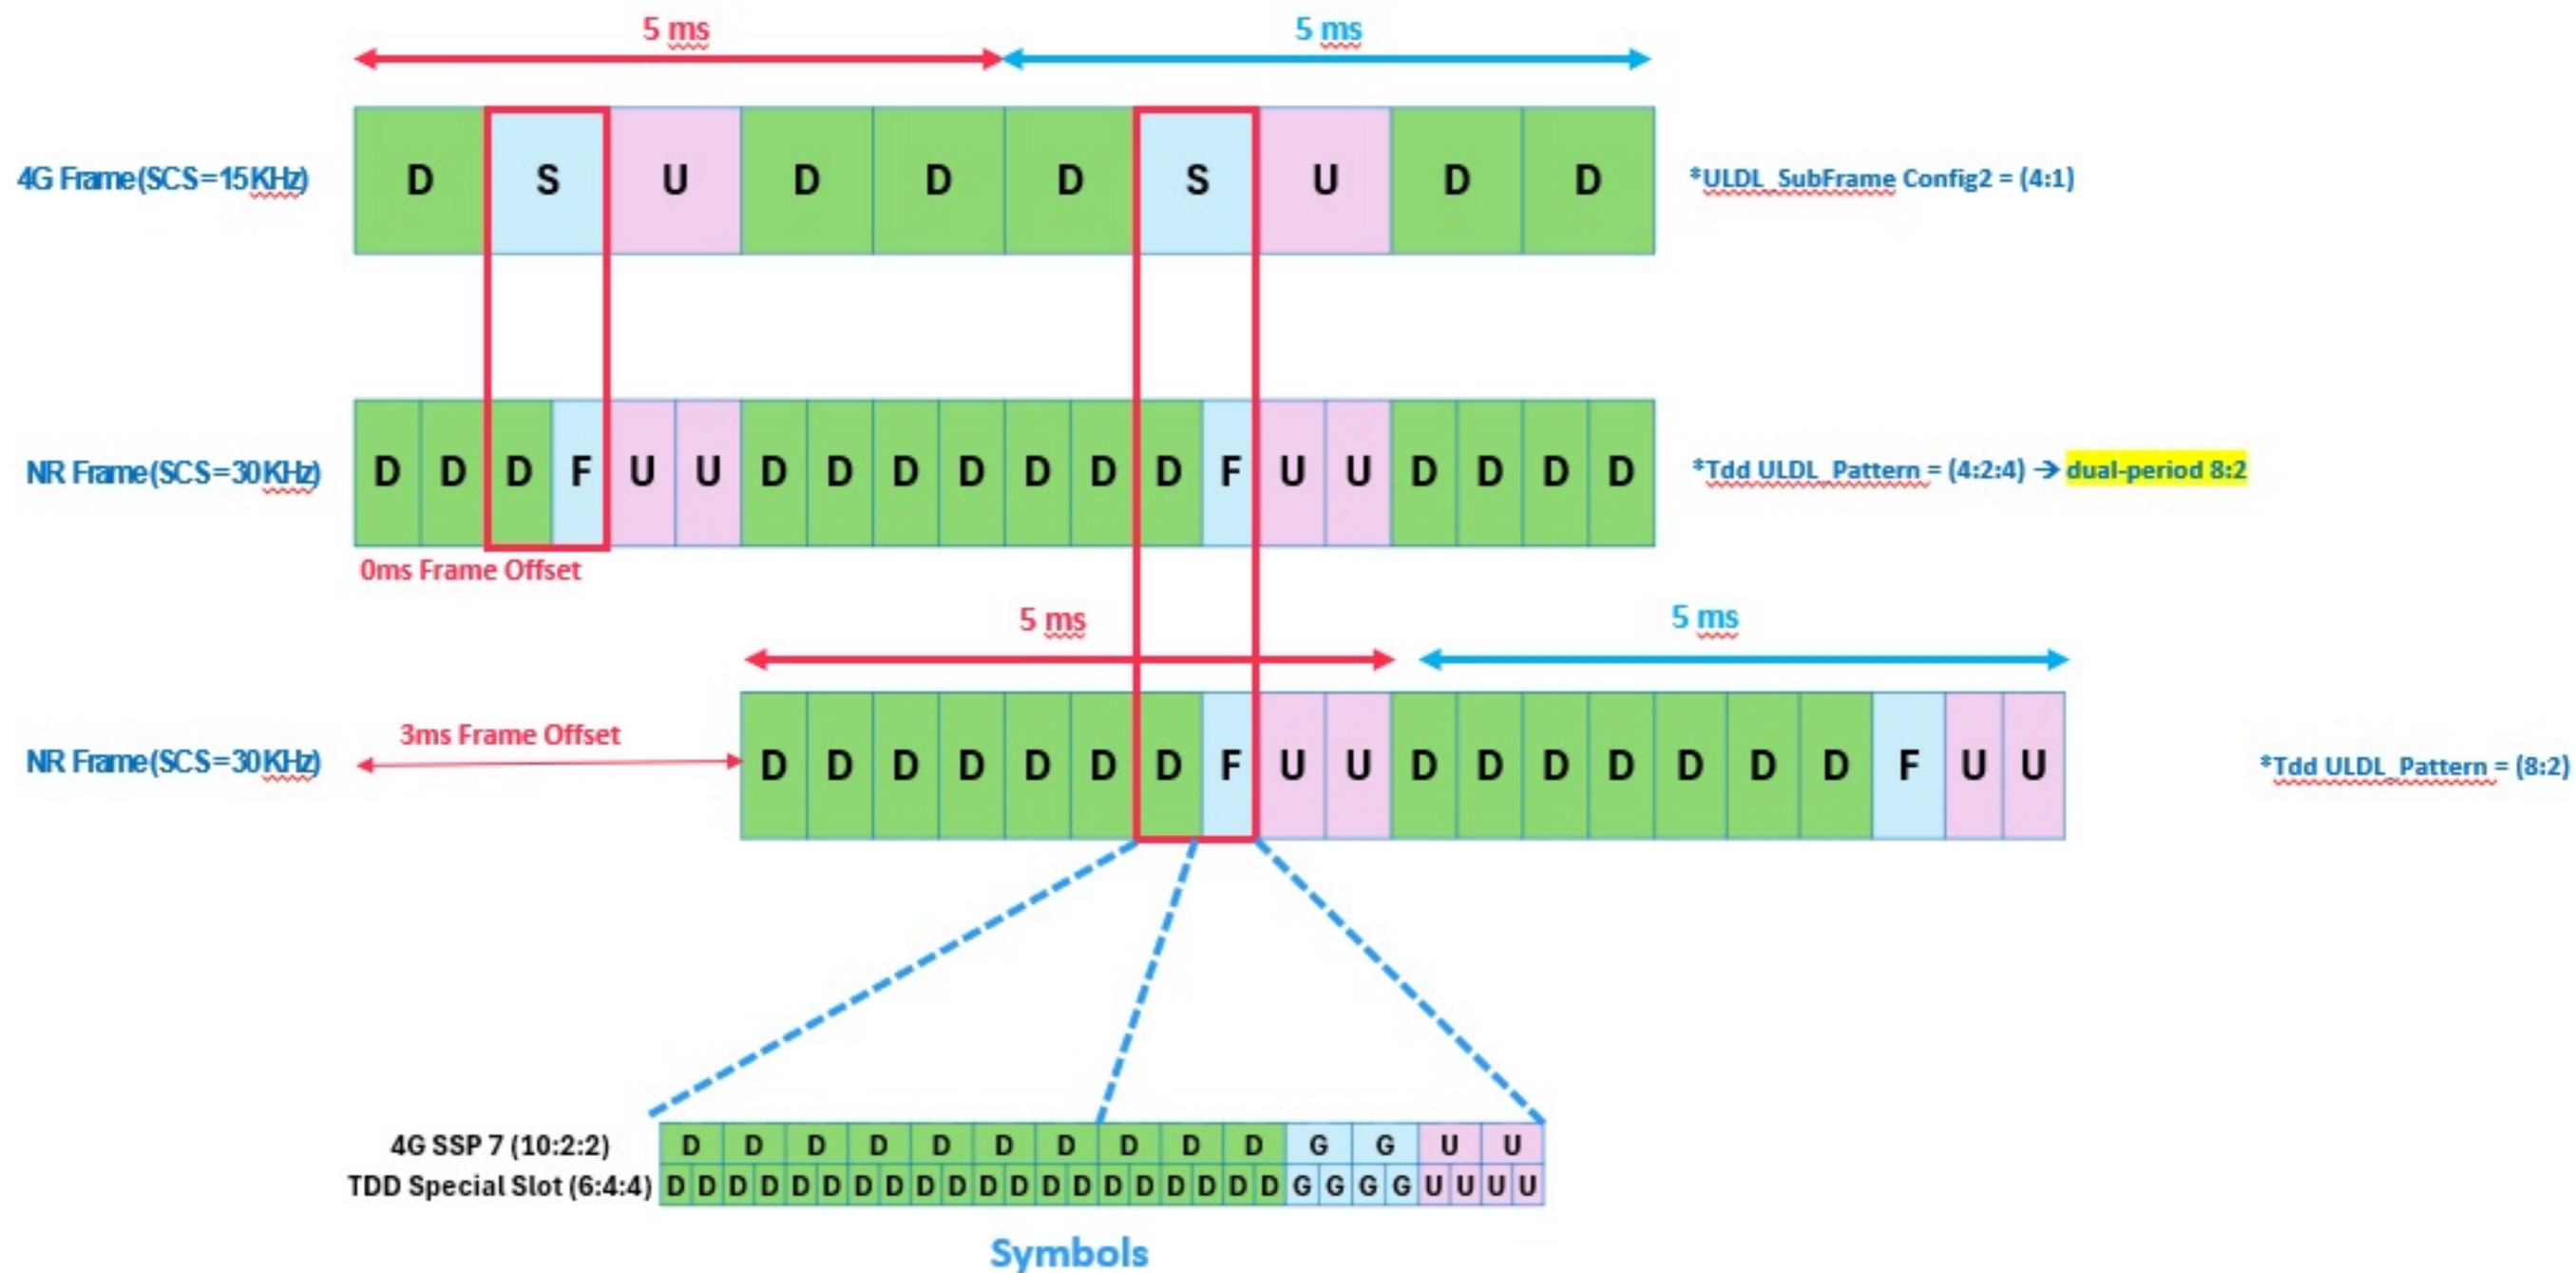 5 ms 5 ms
4G Frame(SCS=15KHz) D S U D D D S U D D *ULDL_SubFrame Config2 = (4:1)
NR Frame(SCS=30KHz) D D D F U U D D D D D D D F U U D D D D *Tdd ULDL_Pattern = (4:2:4) → dual-period 8:2
0ms Frame Offset
5 ms 5 ms
NR Frame(SCS=30KHz) 3ms Frame Offset D D D D D D D F U U D D D D D D D F U U *Tdd ULDL_Pattern = (8:2)
4G SSP 7 (10:2:2) D D D D D D D D D D G G U U
TDD Special Slot (6:4:4) D D D D D D D D D D D D D D D D D D D D G G G G U U U U
Symbols